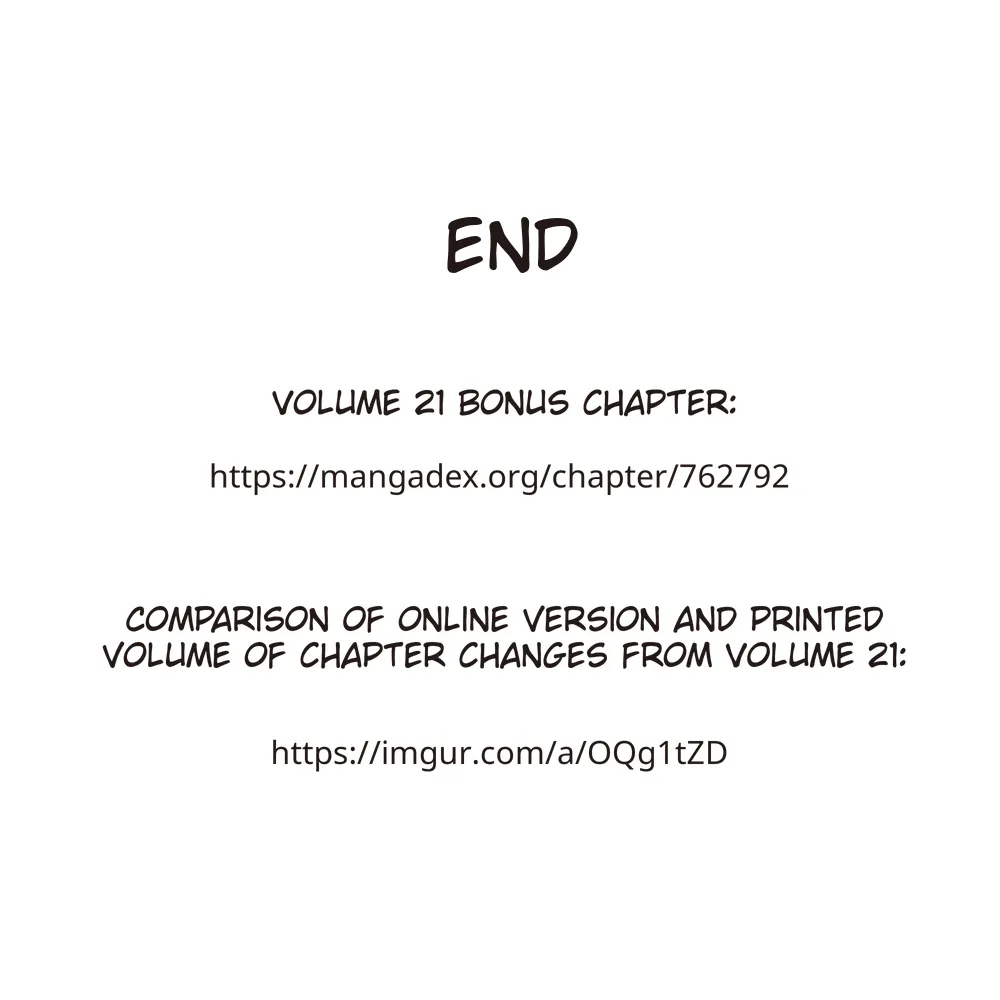 END
VOLUME 21 BONUS CHAPTER:
https://mangadex.org/chapter/762792
COMPARISON OF ONLINE VERSION AND PRINTED
VOLUME OF CHAPTER CHANGES FROM VOLUME 21:
https://imgur.com/a/OQg1tZD